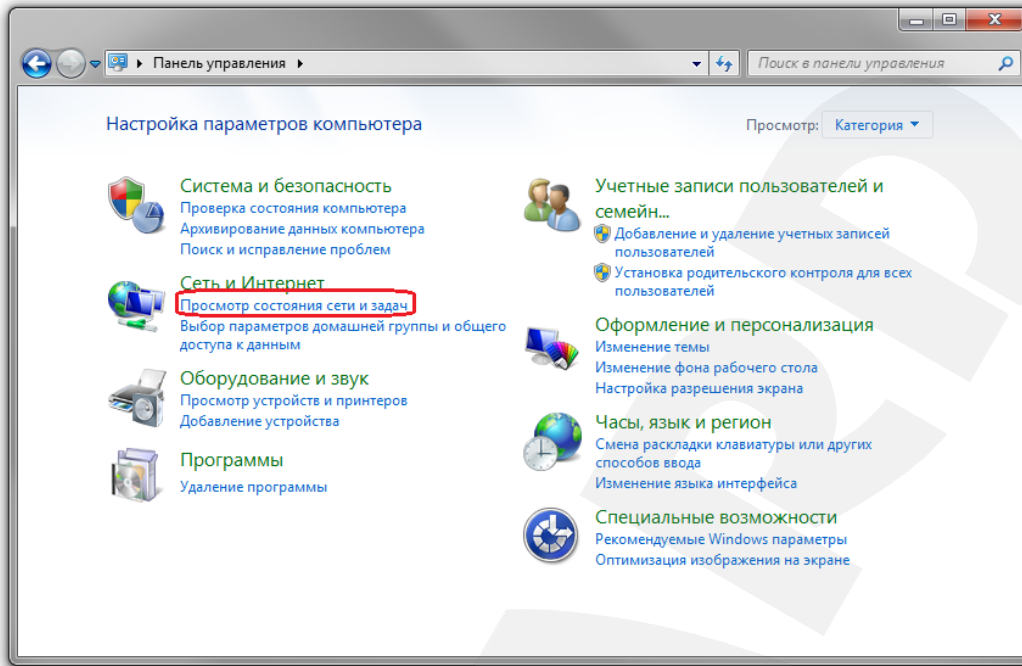 Панель управления
Поиск в панели управления
Настройка параметров компьютера
Просмотр: Категория
Система и безопасность
Проверка состояния компьютера
Архивирование данных компьютера
Поиск и исправление проблем
Сеть и Интернет
Просмотр состояния сети и задач
Выбор параметров домашней группы и общего
доступа к данным
Оборудование и звук
Просмотр устройств и принтеров
Добавление устройства
Программы
Удаление программы
Учетные записи пользователей и
семейн...
Добавление и удаление учетных записей
пользователей
Установка родительского контроля для всех
пользователей
Оформление и персонализация
Изменение темы
Изменение фона рабочего стола
Настройка разрешения экрана
Часы, язык и регион
Смена раскладки клавиатуры или других
способов ввода
Изменение языка интерфейса
Специальные возможности
Рекомендуемые Windows параметры
Оптимизация изображения на экране